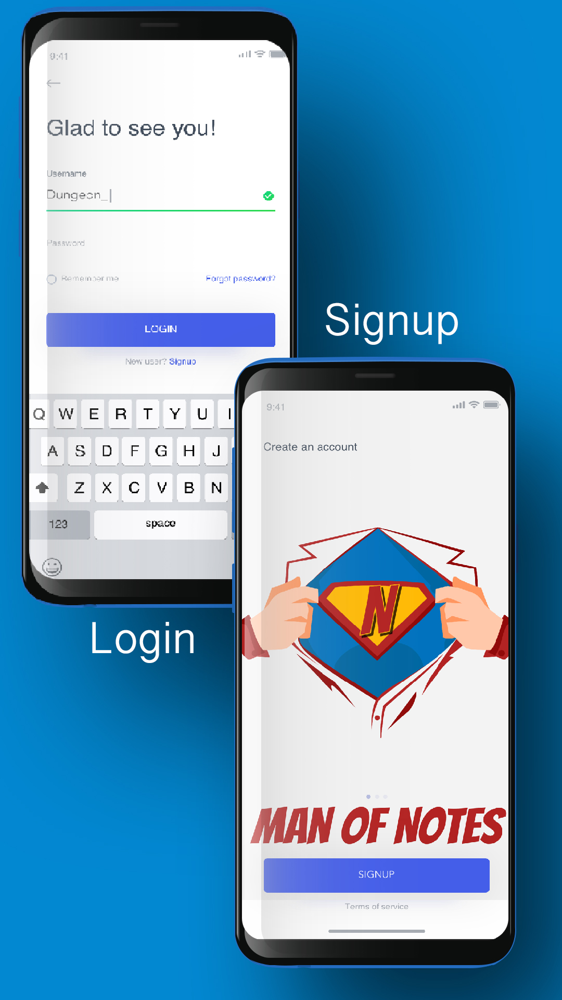 9:41
Glad to see you!
Username
Dungeon_
Password
Remember me
Forgot password?
LOGIN
New user? Signup
Q W E R T Y U I
A S D F G H J
Z X C V B N
123 space
Login
Signup
9:41
Create an account
N
MAN OF NOTES
SIGNUP
Terms of service